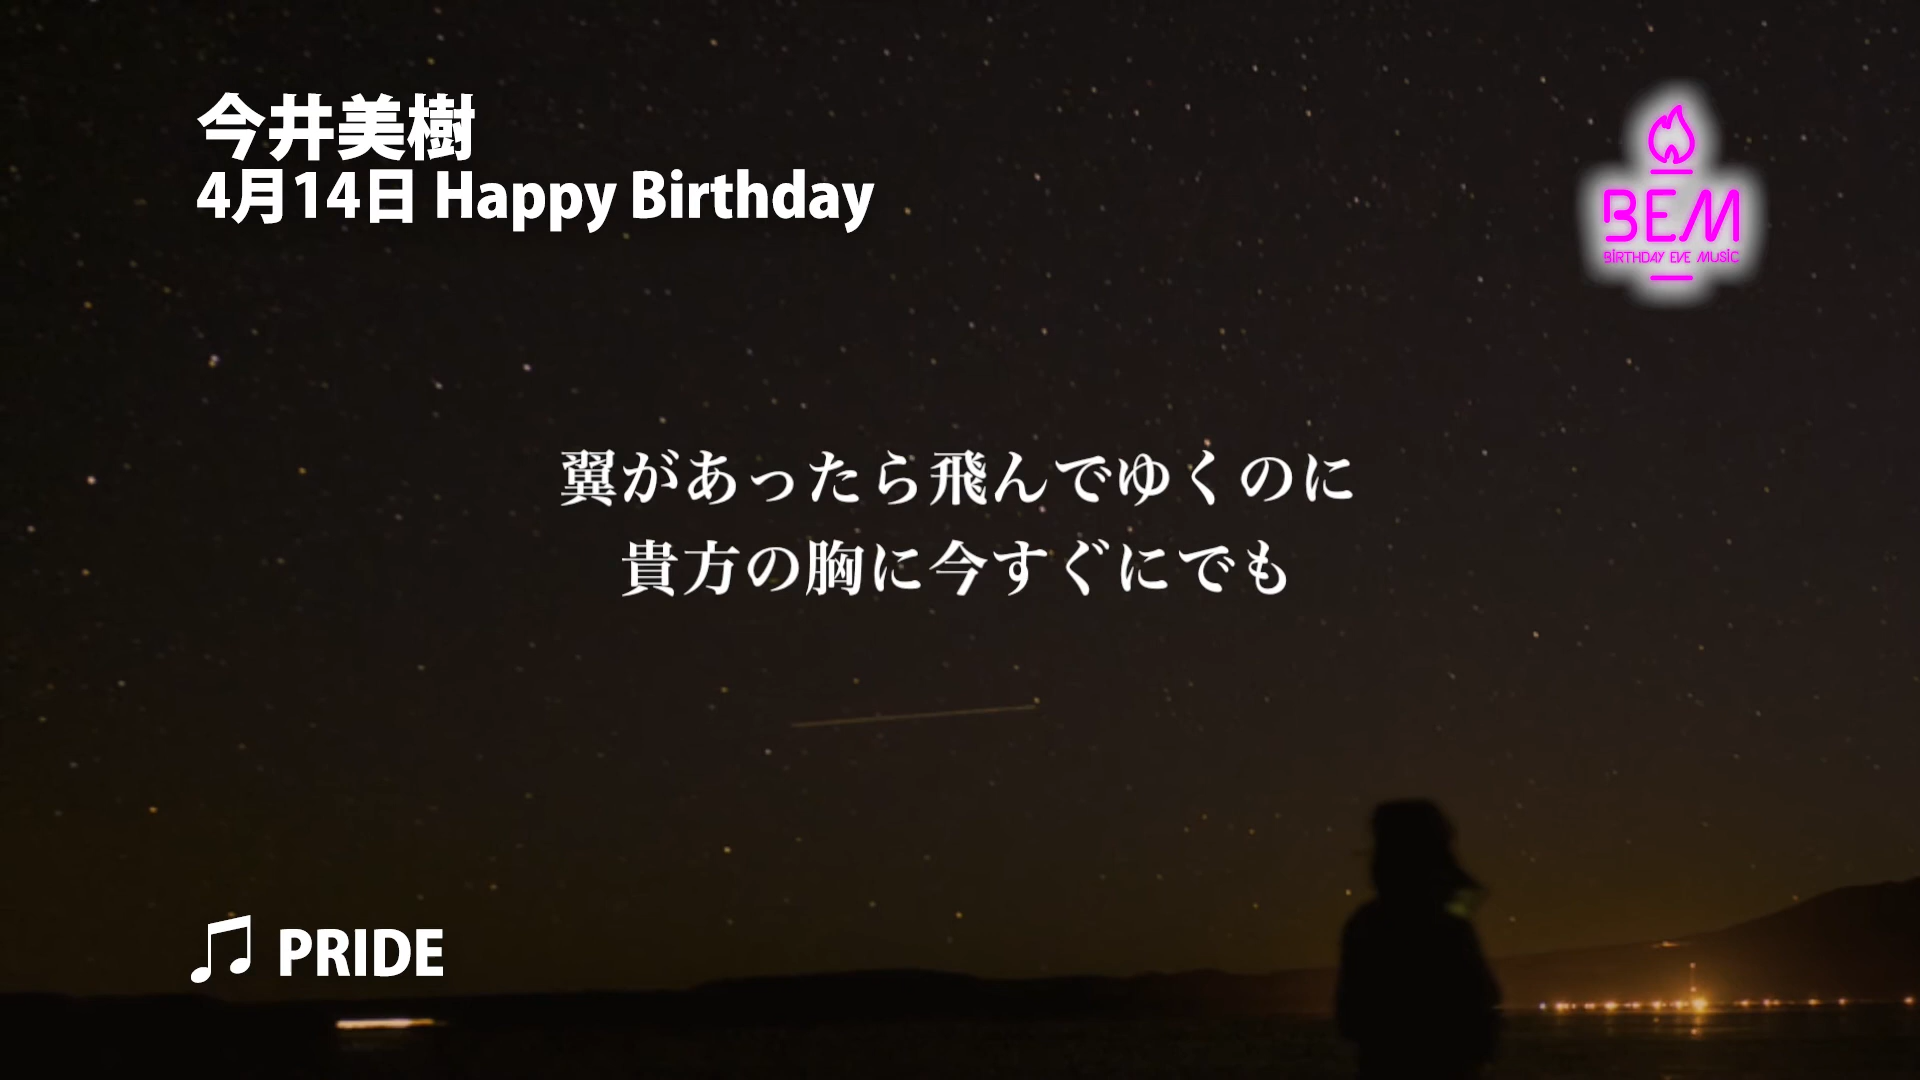 今井美樹
4月14日 Happy Birthday
BEM
BIRTHDAY EVE MUSIC
翼があったら飛んでゆくのに
貴方の胸に今すぐにでも
PRIDE